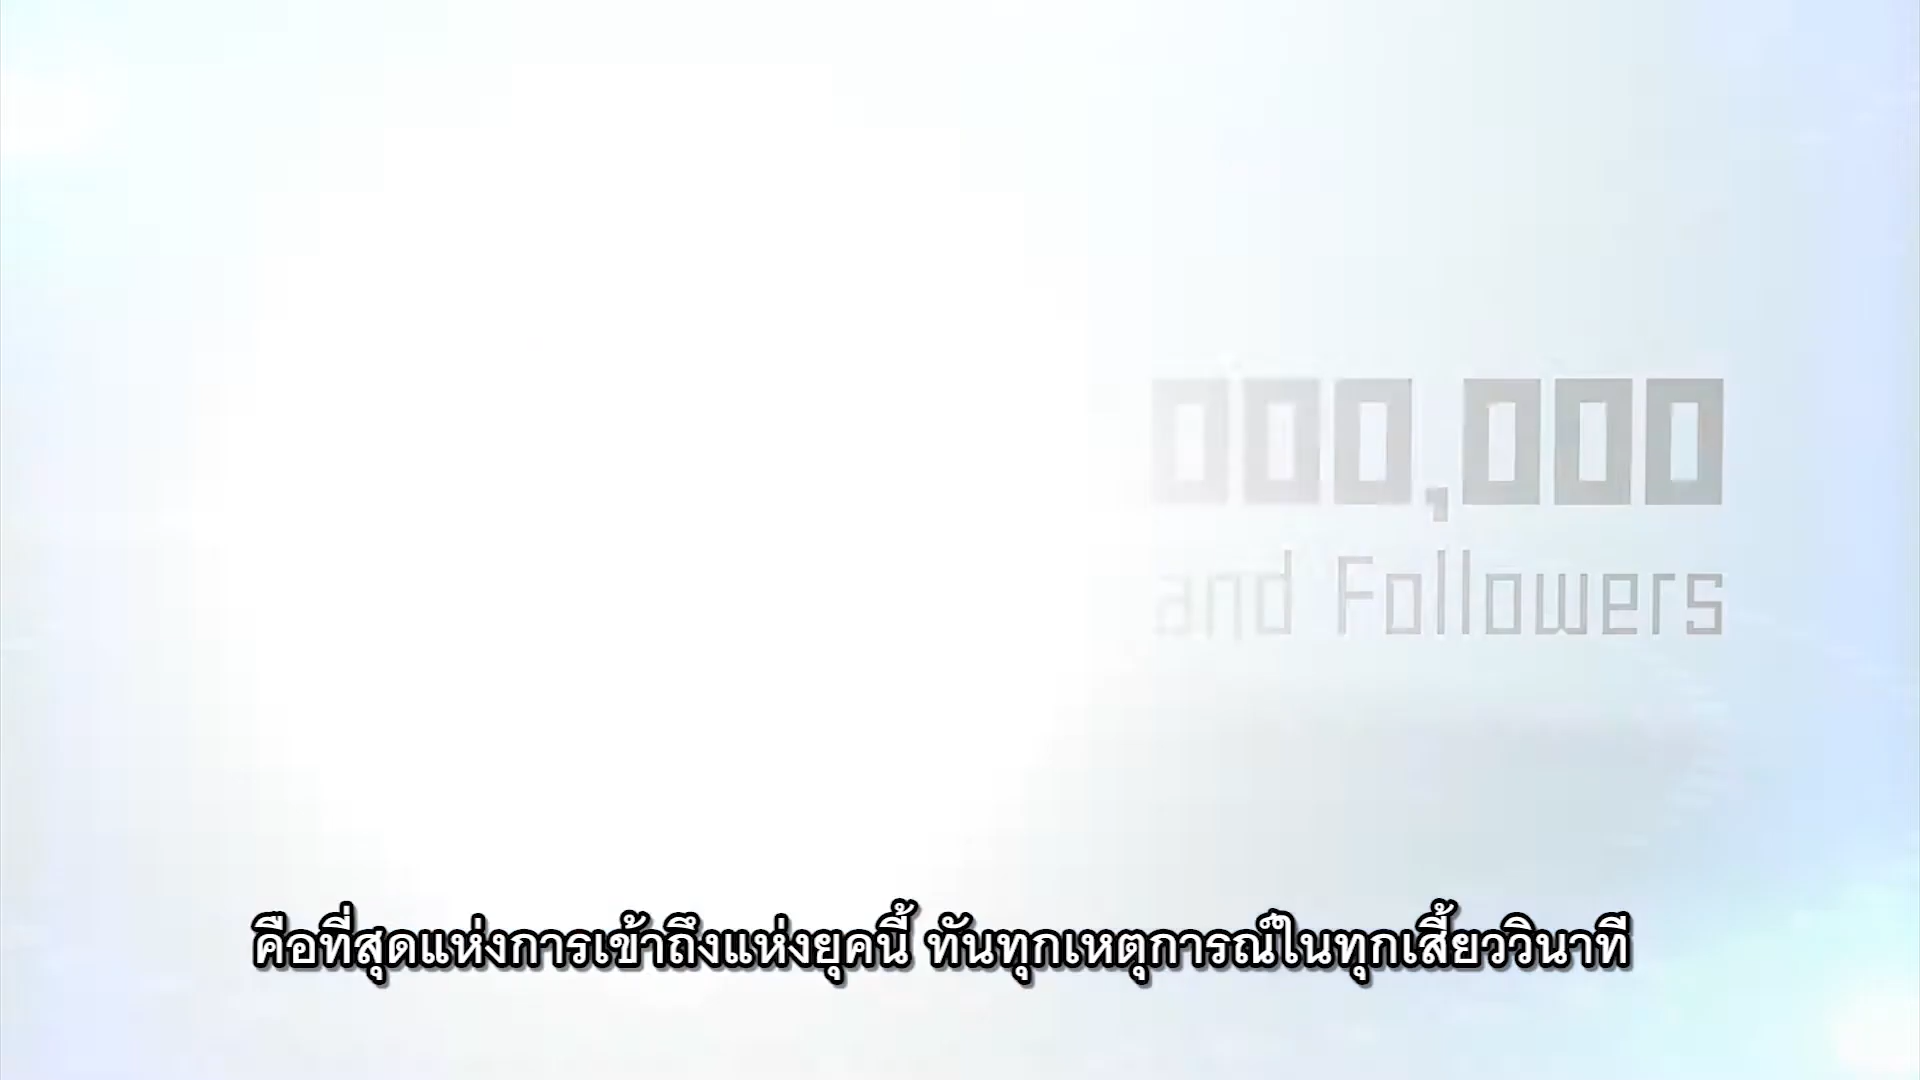 000,000
and Followers
คือที่สุดแห่งการเข้าถึงแห่งยุคนี้ ทันทุกเหตุการณ์ในทุกเสี้ยววินาที